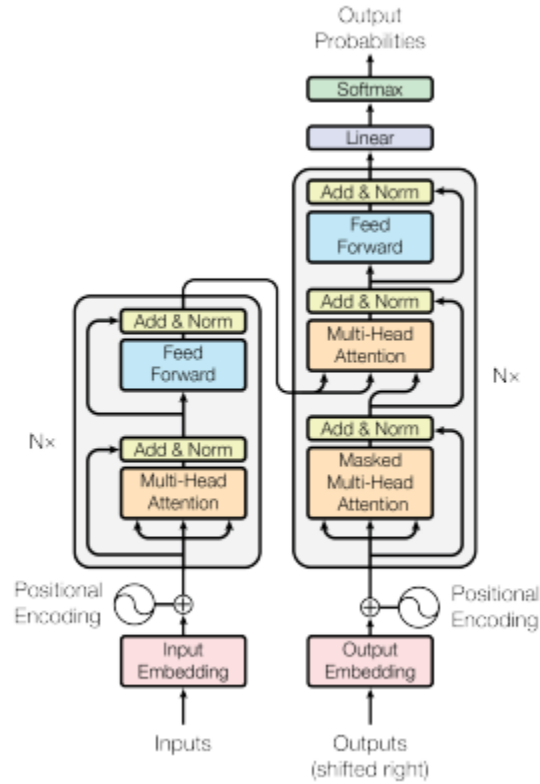 Output
Probabilities
Softmax
Linear
Add & Norm
Feed
Forward
Add & Norm
Multi-Head
Attention
N×
Add & Norm
Masked
Multi-Head
Attention
Add & Norm
Feed
Forward
N×
Add & Norm
Multi-Head
Attention
Positional
Encoding
Positional
Encoding
Input
Embedding
Output
Embedding
Inputs
Outputs
(shifted right)